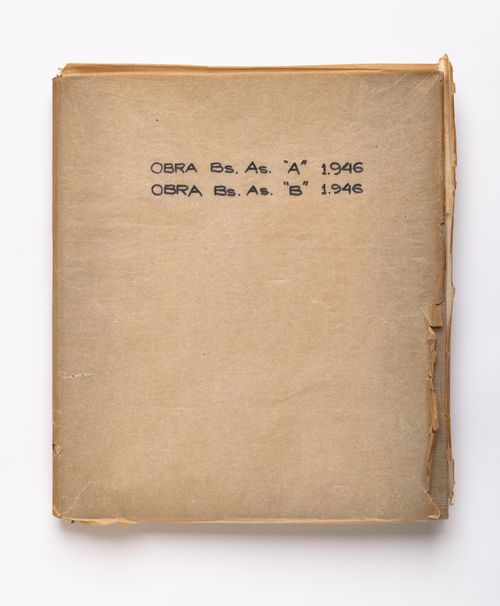 OBRA Bs. As. "A" 1.946
OBRA Bs. As. "B" 1.946